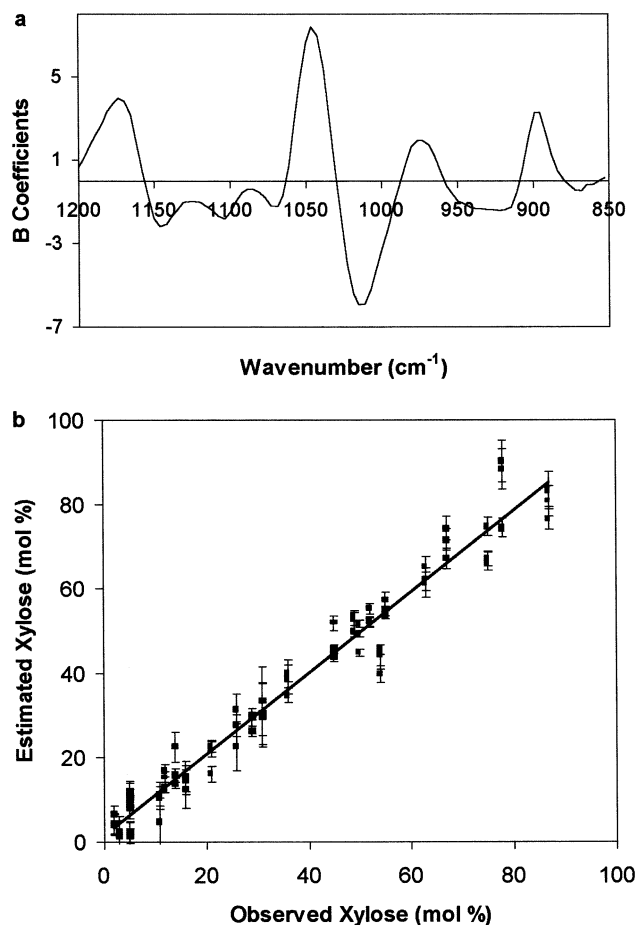 a
5
1
-3
-7
B Coefficients
1200 1150 1100 1050 1000 950 900 850
Wavenumber (cm-1)
b
100
80
60
40
20
0
Estimated Xylose (mol %)
0 20 40 60 80 100
Observed Xylose (mol %)